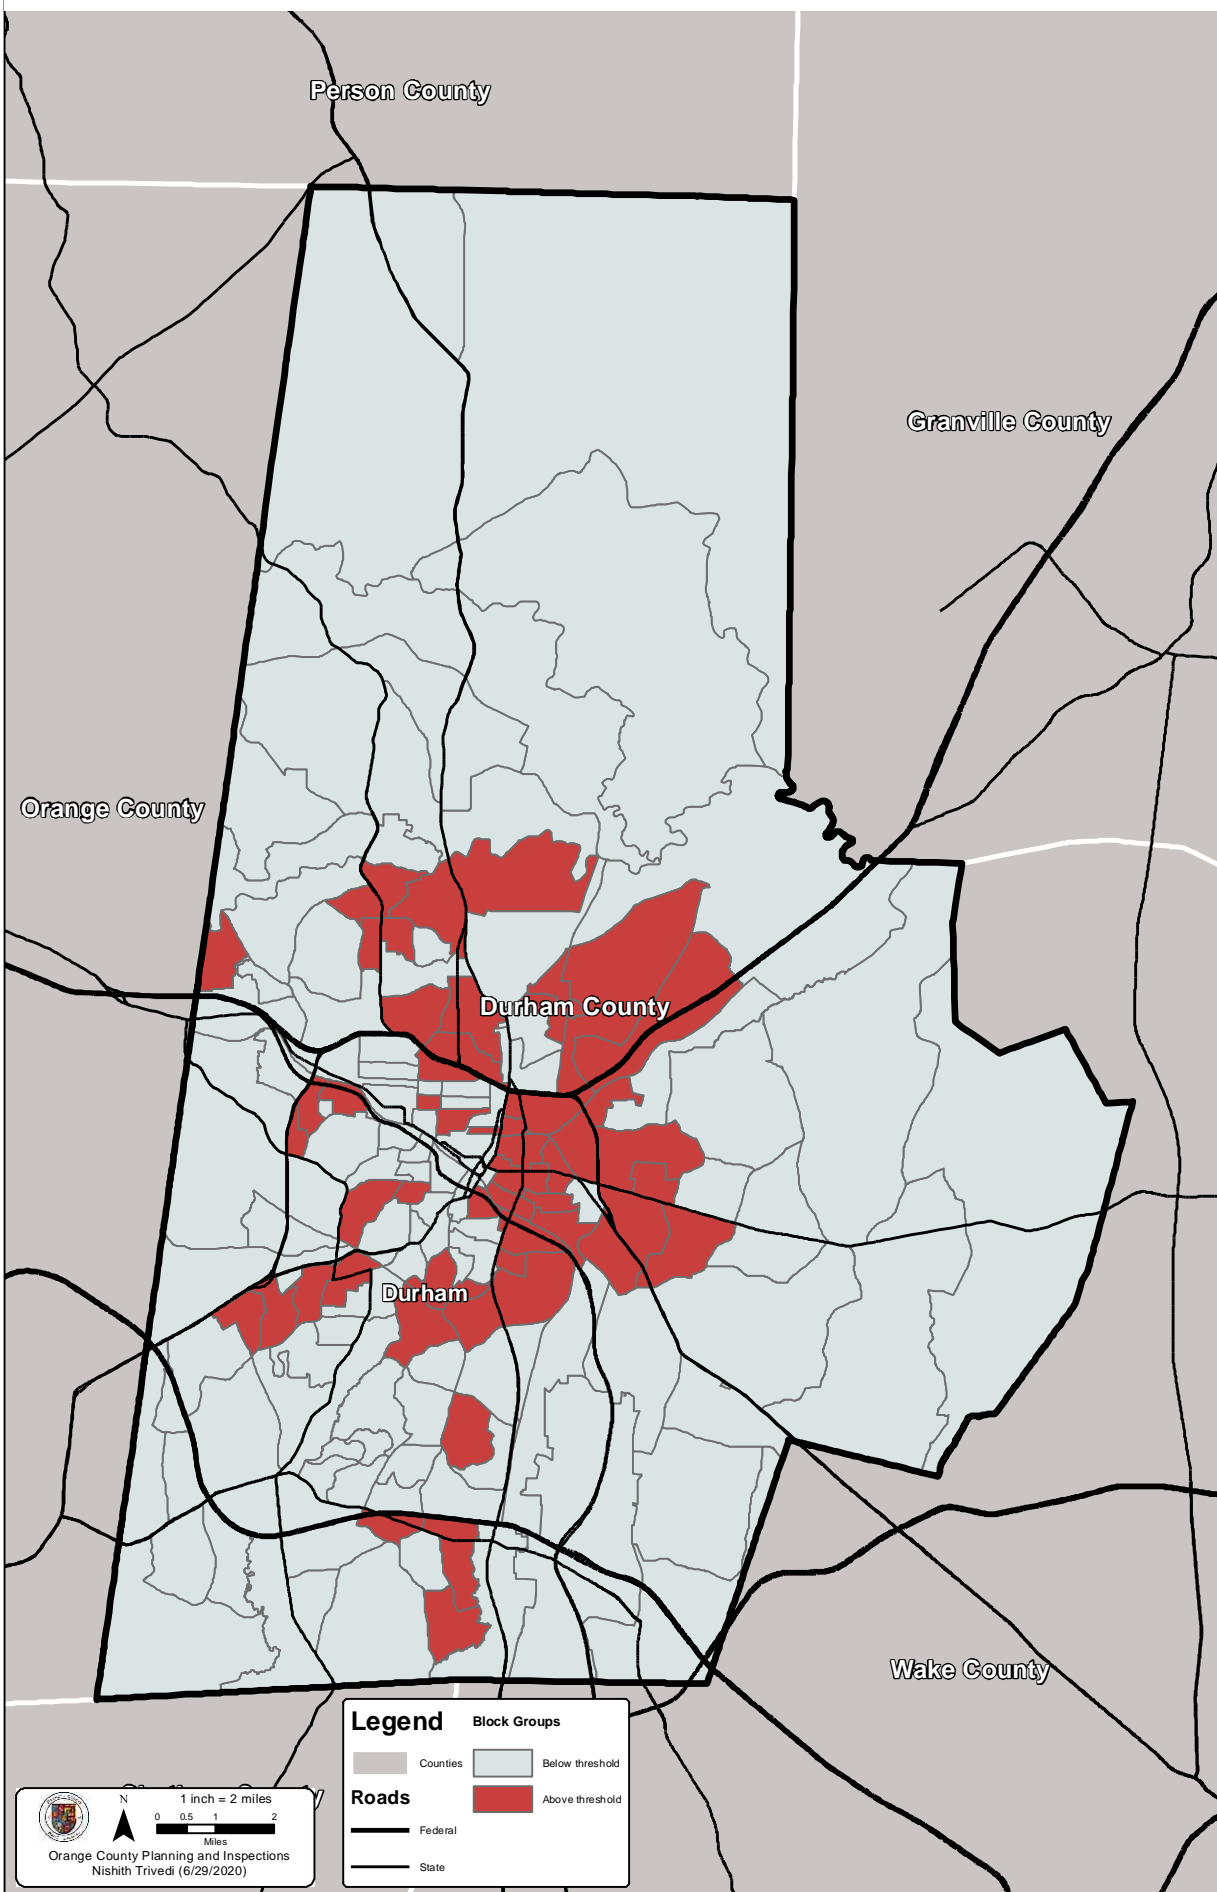 Person County
Granville County
Orange County
Durham County
Durham
Wake County
Legend
Block Groups
Counties
Below threshold
Roads
Above threshold
Federal
State
N
1 inch = 2 miles
0 0.5 1 2
Miles
Orange County Planning and Inspections
Nishith Trivedi (6/29/2020)